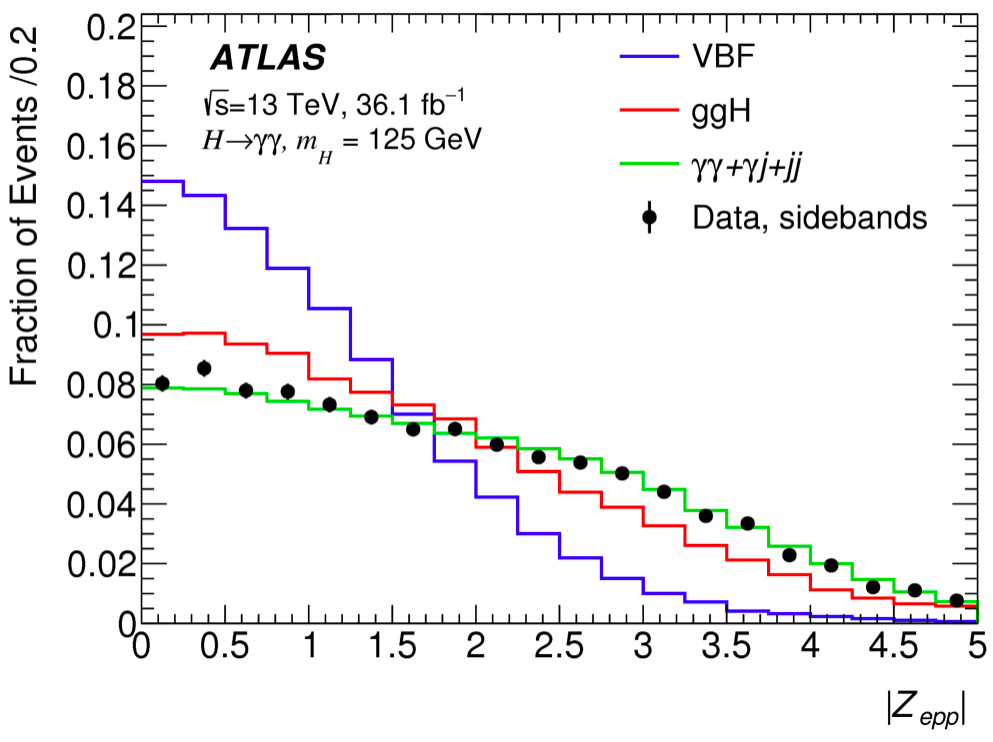 Fraction of Events /0.2
0.2
0.18
0.16
0.14
0.12
0.1
0.08
0.06
0.04
0.02
0
ATLAS
√s=13 TeV, 36.1 fb⁻¹
H→γγ, m_H = 125 GeV
VBF
ggH
γγ+γj+jj
Data, sidebands
0 0.5 1 1.5 2 2.5 3 3.5 4 4.5 5
|Z_epp|